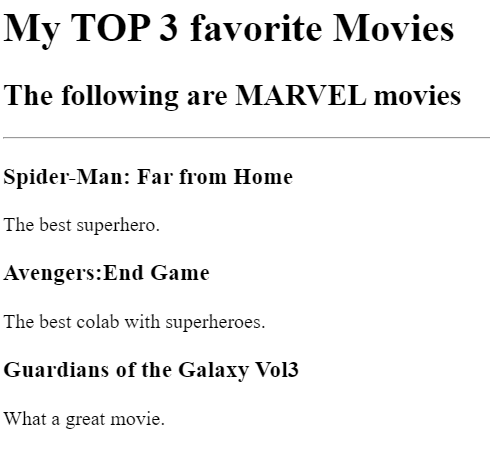 My TOP 3 favorite Movies
The following are MARVEL movies
Spider-Man: Far from Home
The best superhero.
Avengers:End Game
The best colab with superheroes.
Guardians of the Galaxy Vol3
What a great movie.